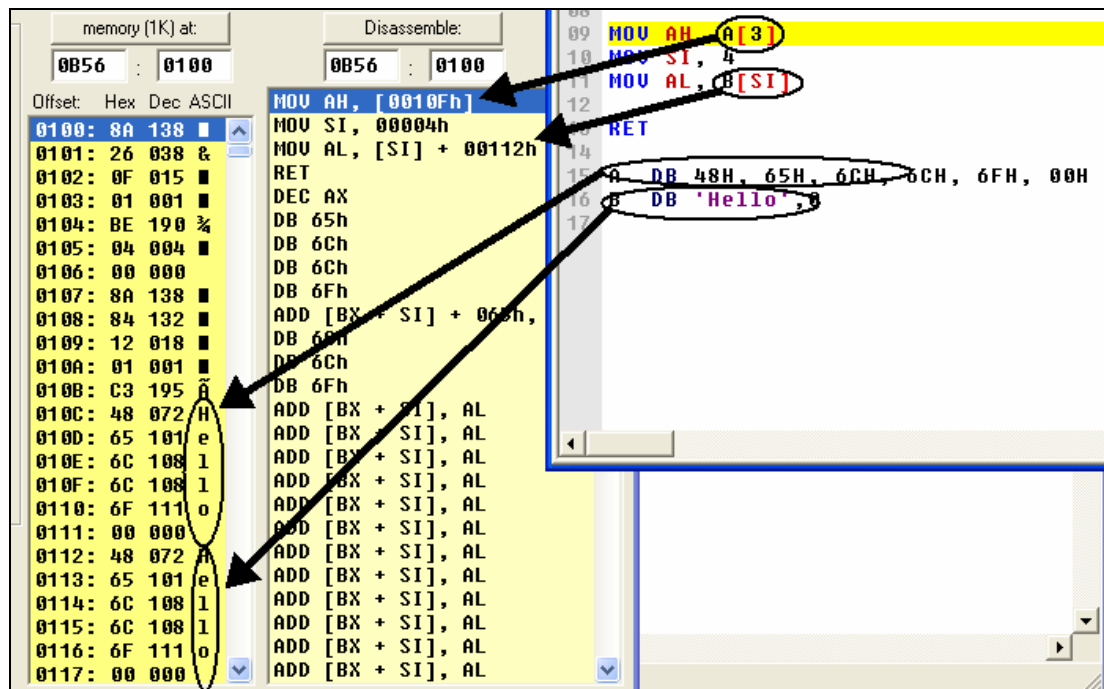 memory (1K) at:
0B56 : 0100
Offset: Hex Dec ASCII
0100: 8A 138
0101: 26 038 &
0102: 0F 015
0103: 01 001
0104: BE 190 ¾
0105: 04 004
0106: 00 000
0107: 8A 138
0108: 84 132
0109: 12 018
010A: 01 001
010B: C3 195 Ã
010C: 48 072 H
010D: 65 101 e
010E: 6C 108 l
010F: 6C 108 l
0110: 6F 111 o
0111: 00 000
0112: 48 072 H
0113: 65 101 e
0114: 6C 108 l
0115: 6C 108 l
0116: 6F 111 o
0117: 00 000
Disassemble:
0B56 : 0100
MOV AH, [0010Fh]
MOV SI, 00004h
MOV AL, [SI] + 00112h
RET
DEC AX
DB 65h
DB 6Ch
DB 6Ch
DB 6Fh
ADD [BX + SI] + 065h,
DB 6Ch
DB 6Ch
DB 6Fh
ADD [BX + SI], AL
ADD [BX + SI], AL
ADD [BX + SI], AL
ADD [BX + SI], AL
ADD [BX + SI], AL
ADD [BX + SI], AL
ADD [BX + SI], AL
ADD [BX + SI], AL
ADD [BX + SI], AL
ADD [BX + SI], AL
ADD [BX + SI], AL
ADD [BX + SI], AL
08
09 MOV AH, A[3]
10 MOV SI, 4
11 MOV AL, B[SI]
12
13 RET
14
15 A DB 48H, 65H, 6CH, 6CH, 6FH, 00H
16 B DB 'Hello',0
17